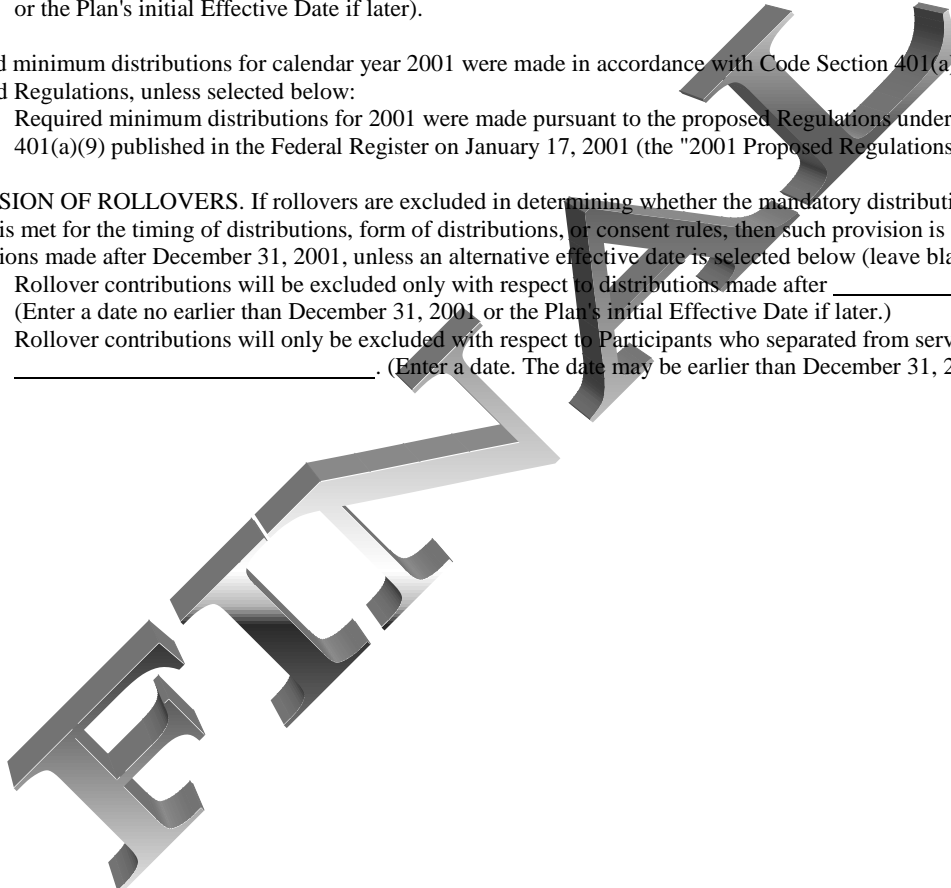 or the Plan's initial Effective Date if later).
d minimum distributions for calendar year 2001 were made in accordance with Code Section 401(a)
d Regulations, unless selected below:
Required minimum distributions for 2001 were made pursuant to the proposed Regulations under
401(a)(9) published in the Federal Register on January 17, 2001 (the "2001 Proposed Regulations
SION OF ROLLOVERS. If rollovers are excluded in determining whether the mandatory distributi
is met for the timing of distributions, form of distributions, or consent rules, then such provision is
ions made after December 31, 2001, unless an alternative effective date is selected below (leave bla
Rollover contributions will be excluded only with respect to distributions made after ____________
(Enter a date no earlier than December 31, 2001 or the Plan's initial Effective Date if later.)
Rollover contributions will only be excluded with respect to Participants who separated from serv
____________________________________. (Enter a date. The date may be earlier than December 31, 2
FINAL